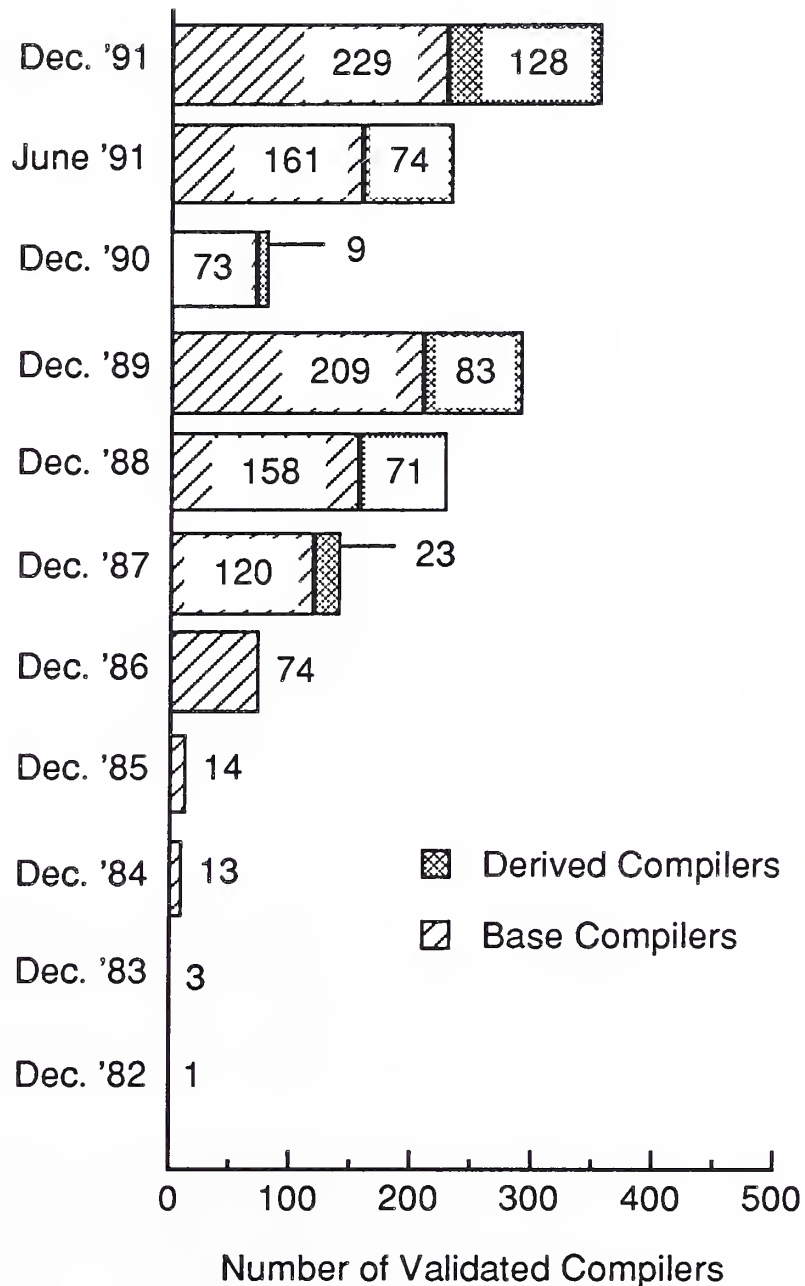 Dec. '91 229 128
June '91 161 74
Dec. '90 73 9
Dec. '89 209 83
Dec. '88 158 71
Dec. '87 120 23
Dec. '86 74
Dec. '85 14
Dec. '84 13
Derived Compilers
Base Compilers
Dec. '83 3
Dec. '82 1
0 100 200 300 400 500
Number of Validated Compilers